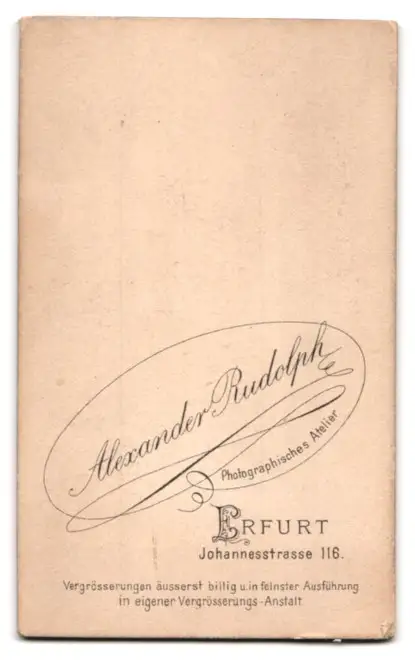 Alexander Rudolph
Photographisches Atelier
ERFURT
Johannesstrasse 116.
Vergrösserungen äusserst billig u.in feinster Ausführung
in eigener Vergrösserungs-Anstalt